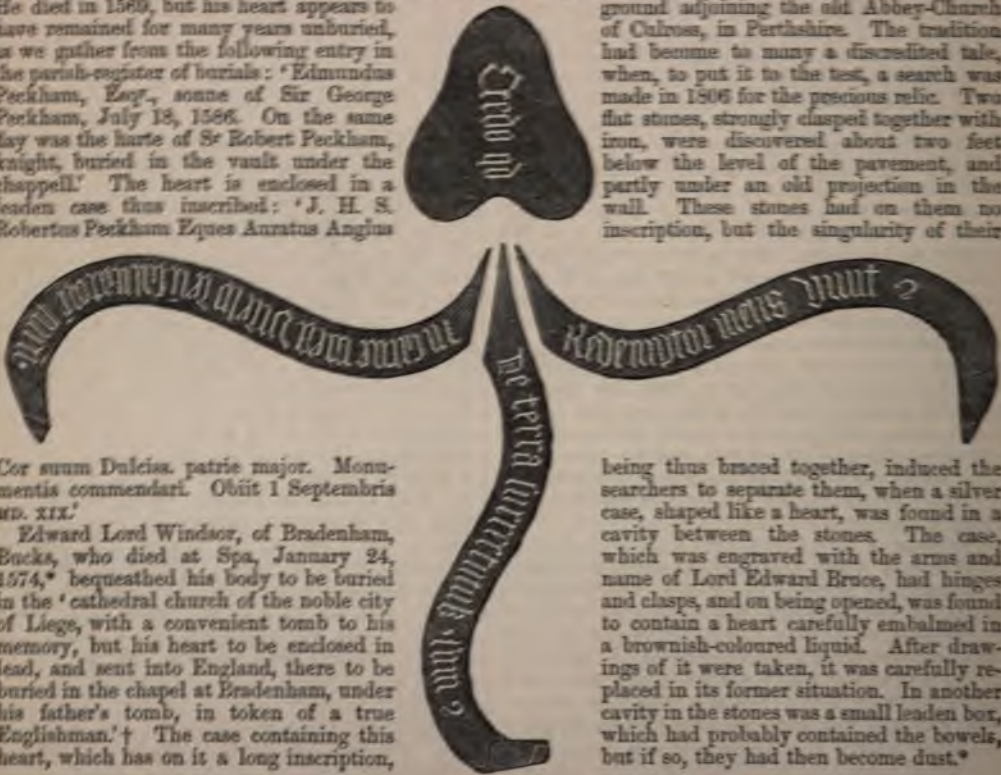 He died in 1569, but his heart appears to
have remained for many years unburied,
as we gather from the following entry in
the parish-register of burials: ‘Edmundus
Peckham, Esq., sonne of Sir George
Peckham, July 18, 1586. On the same
day was the harte of Sr Robert Peckham,
knight, buried in the vault under the
chappell.’ The heart is enclosed in a
leaden case thus inscribed: ‘J. H. S.
Robertus Peckham Eques Auratus Anglus
Cor suum Dulciss. patrie major. Monu-
mentis commendari. Obiit 1 Septembris
MD. XIX.’
Edward Lord Windsor, of Bradenham,
Bucks, who died at Spa, January 24,
1574,* bequeathed his body to be buried
in the ‘cathedral church of the noble city
of Liege, with a convenient tomb to his
memory, but his heart to be enclosed in
lead, and sent into England, there to be
buried in the chapel at Bradenham, under
his father's tomb, in token of a true
Englishman.’† The case containing this
heart, which has on it a long inscription,
Credo qd
Redemptor meus
De terra
in carne mea
ground adjoining the old Abbey-Church
of Culross, in Perthshire. The tradition
had become to many a discredited tale,
when, to put it to the test, a search was
made in 1806 for the precious relic. Two
flat stones, strongly clasped together with
iron, were discovered about two feet
below the level of the pavement, and
partly under an old projection in the
wall. These stones had on them no
inscription, but the singularity of their
being thus braced together, induced the
searchers to separate them, when a silver
case, shaped like a heart, was found in a
cavity between the stones. The case,
which was engraved with the arms and
name of Lord Edward Bruce, had hinges
and clasps, and on being opened, was found
to contain a heart carefully embalmed in
a brownish-coloured liquid. After draw-
ings of it were taken, it was carefully re-
placed in its former situation. In another
cavity in the stones was a small leaden box,
which had probably contained the bowels,
but if so, they had then become dust.*